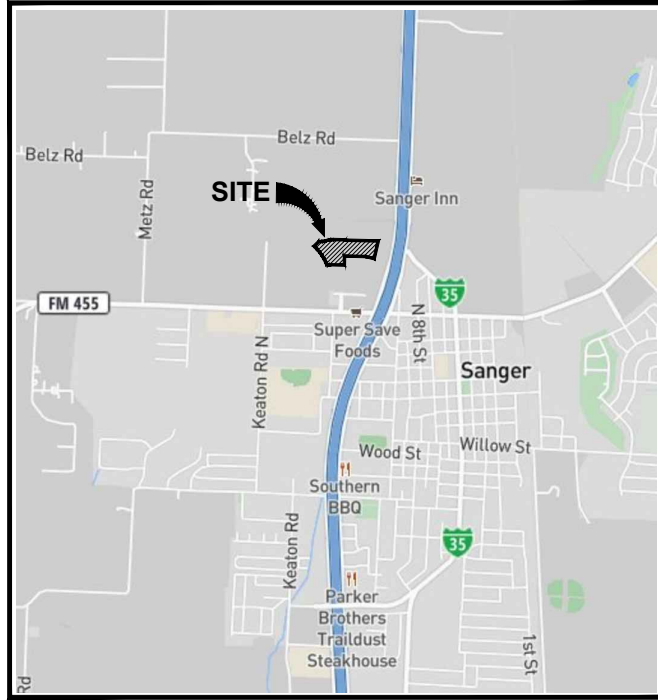 Belz Rd
Belz Rd
Metz Rd
SITE
Sanger Inn
FM 455
35
Super Save
Foods
N 8th St
Keaton Rd N
Sanger
Wood St
Willow St
Southern
BBQ
Keaton Rd
35
Parker
Brothers
Traildust
Steakhouse
1st St
Rd